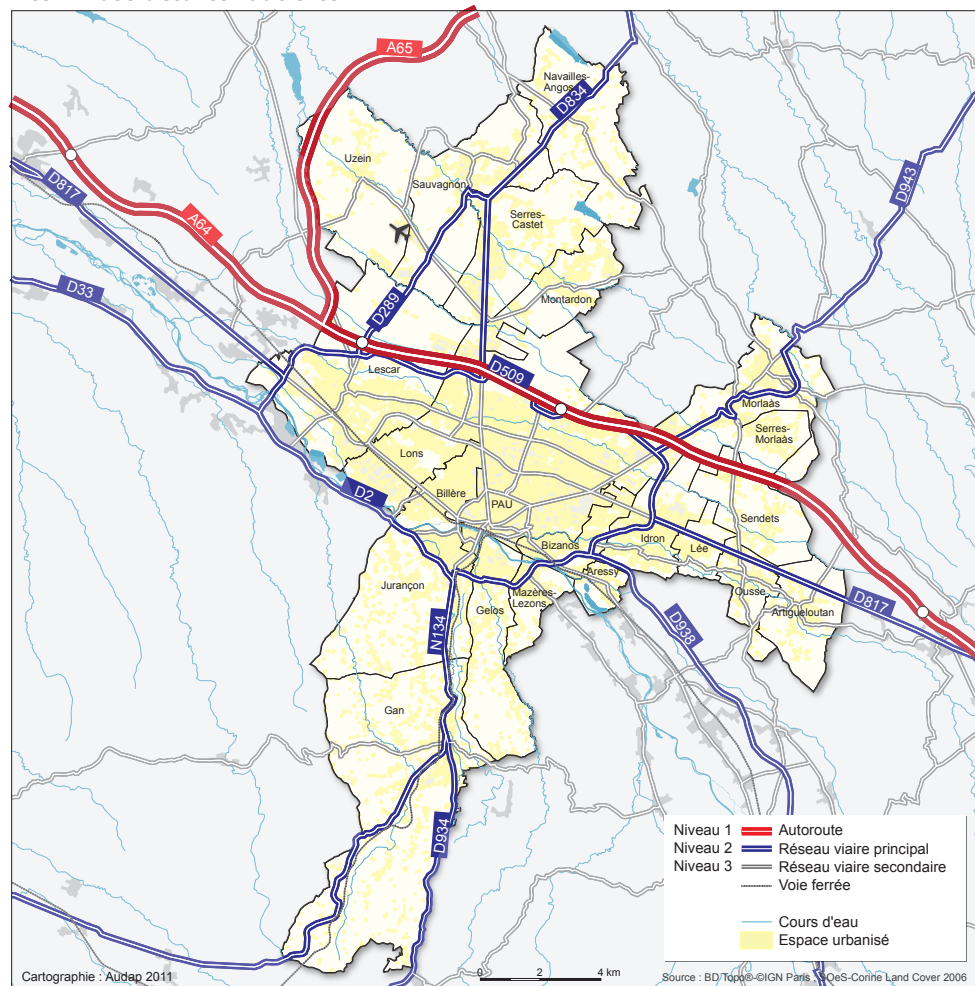 A65
Navailles-
Angos
D834
Uzein
D943
Sauvagnon
D817
Serres-
Castet
A64
D33
D289
Montardon
D509
Lescar
Morlaàs
Serres-
Morlaàs
Lons
D2
Billère
PAU
Sendets
Idron
Bizanos
Lée
Aressy
Jurançon
Mazères-
Lezons
Ousse
Gelos
Artigueloutan
D817
N134
D938
Gan
D934
Niveau 1 Autoroute
Niveau 2 Réseau viaire principal
Niveau 3 Réseau viaire secondaire
Voie ferrée
Cours d'eau
Espace urbanisé
Cartographie : Audap 2011
0 2 4 km
Source : BD Topo®-©IGN Paris ; SOeS-Corine Land Cover 2006